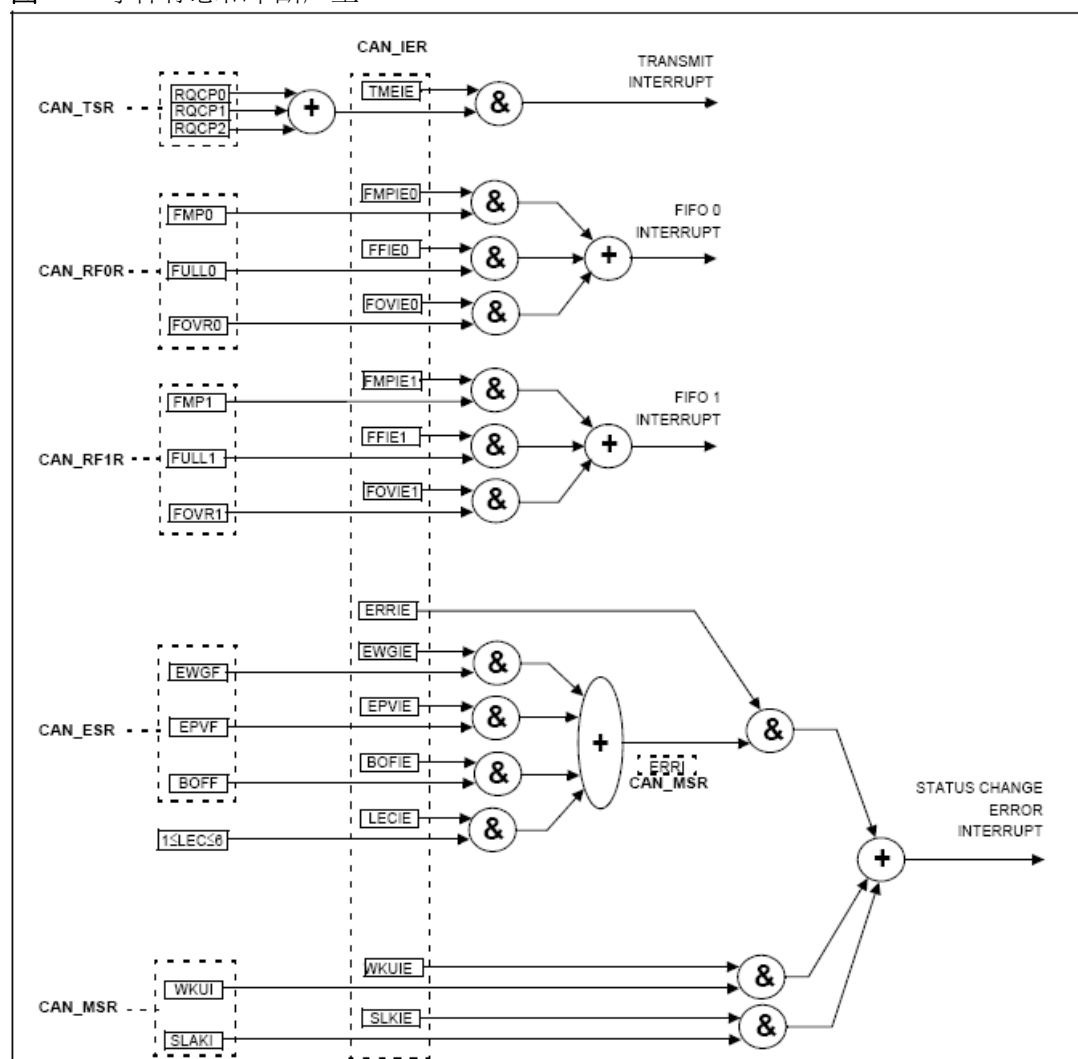 CAN_IER
TRANSMIT
INTERRUPT
CAN_TSR
RQCP0
RQCP1
RQCP2
+
TMEIE
&
FMPIE0
&
FMP0
FIFO 0
INTERRUPT
FFIE0
&
+
CAN_RF0R
FULL0
FOVIE0
&
FOVR0
FMPIE1
&
FMP1
FIFO 1
INTERRUPT
FFIE1
&
+
CAN_RF1R
FULL1
FOVIE1
&
FOVR1
ERRIE
EWGIE
&
EWGF
EPVIE
&
&
CAN_ESR
EPVF
+
ERRI
CAN_MSR
BOFIE
&
BOFF
STATUS CHANGE
ERROR
INTERRUPT
LECIE
&
1≤LEC≤6
+
WKUIE
&
WKUI
CAN_MSR
SLKIE
&
SLAKI